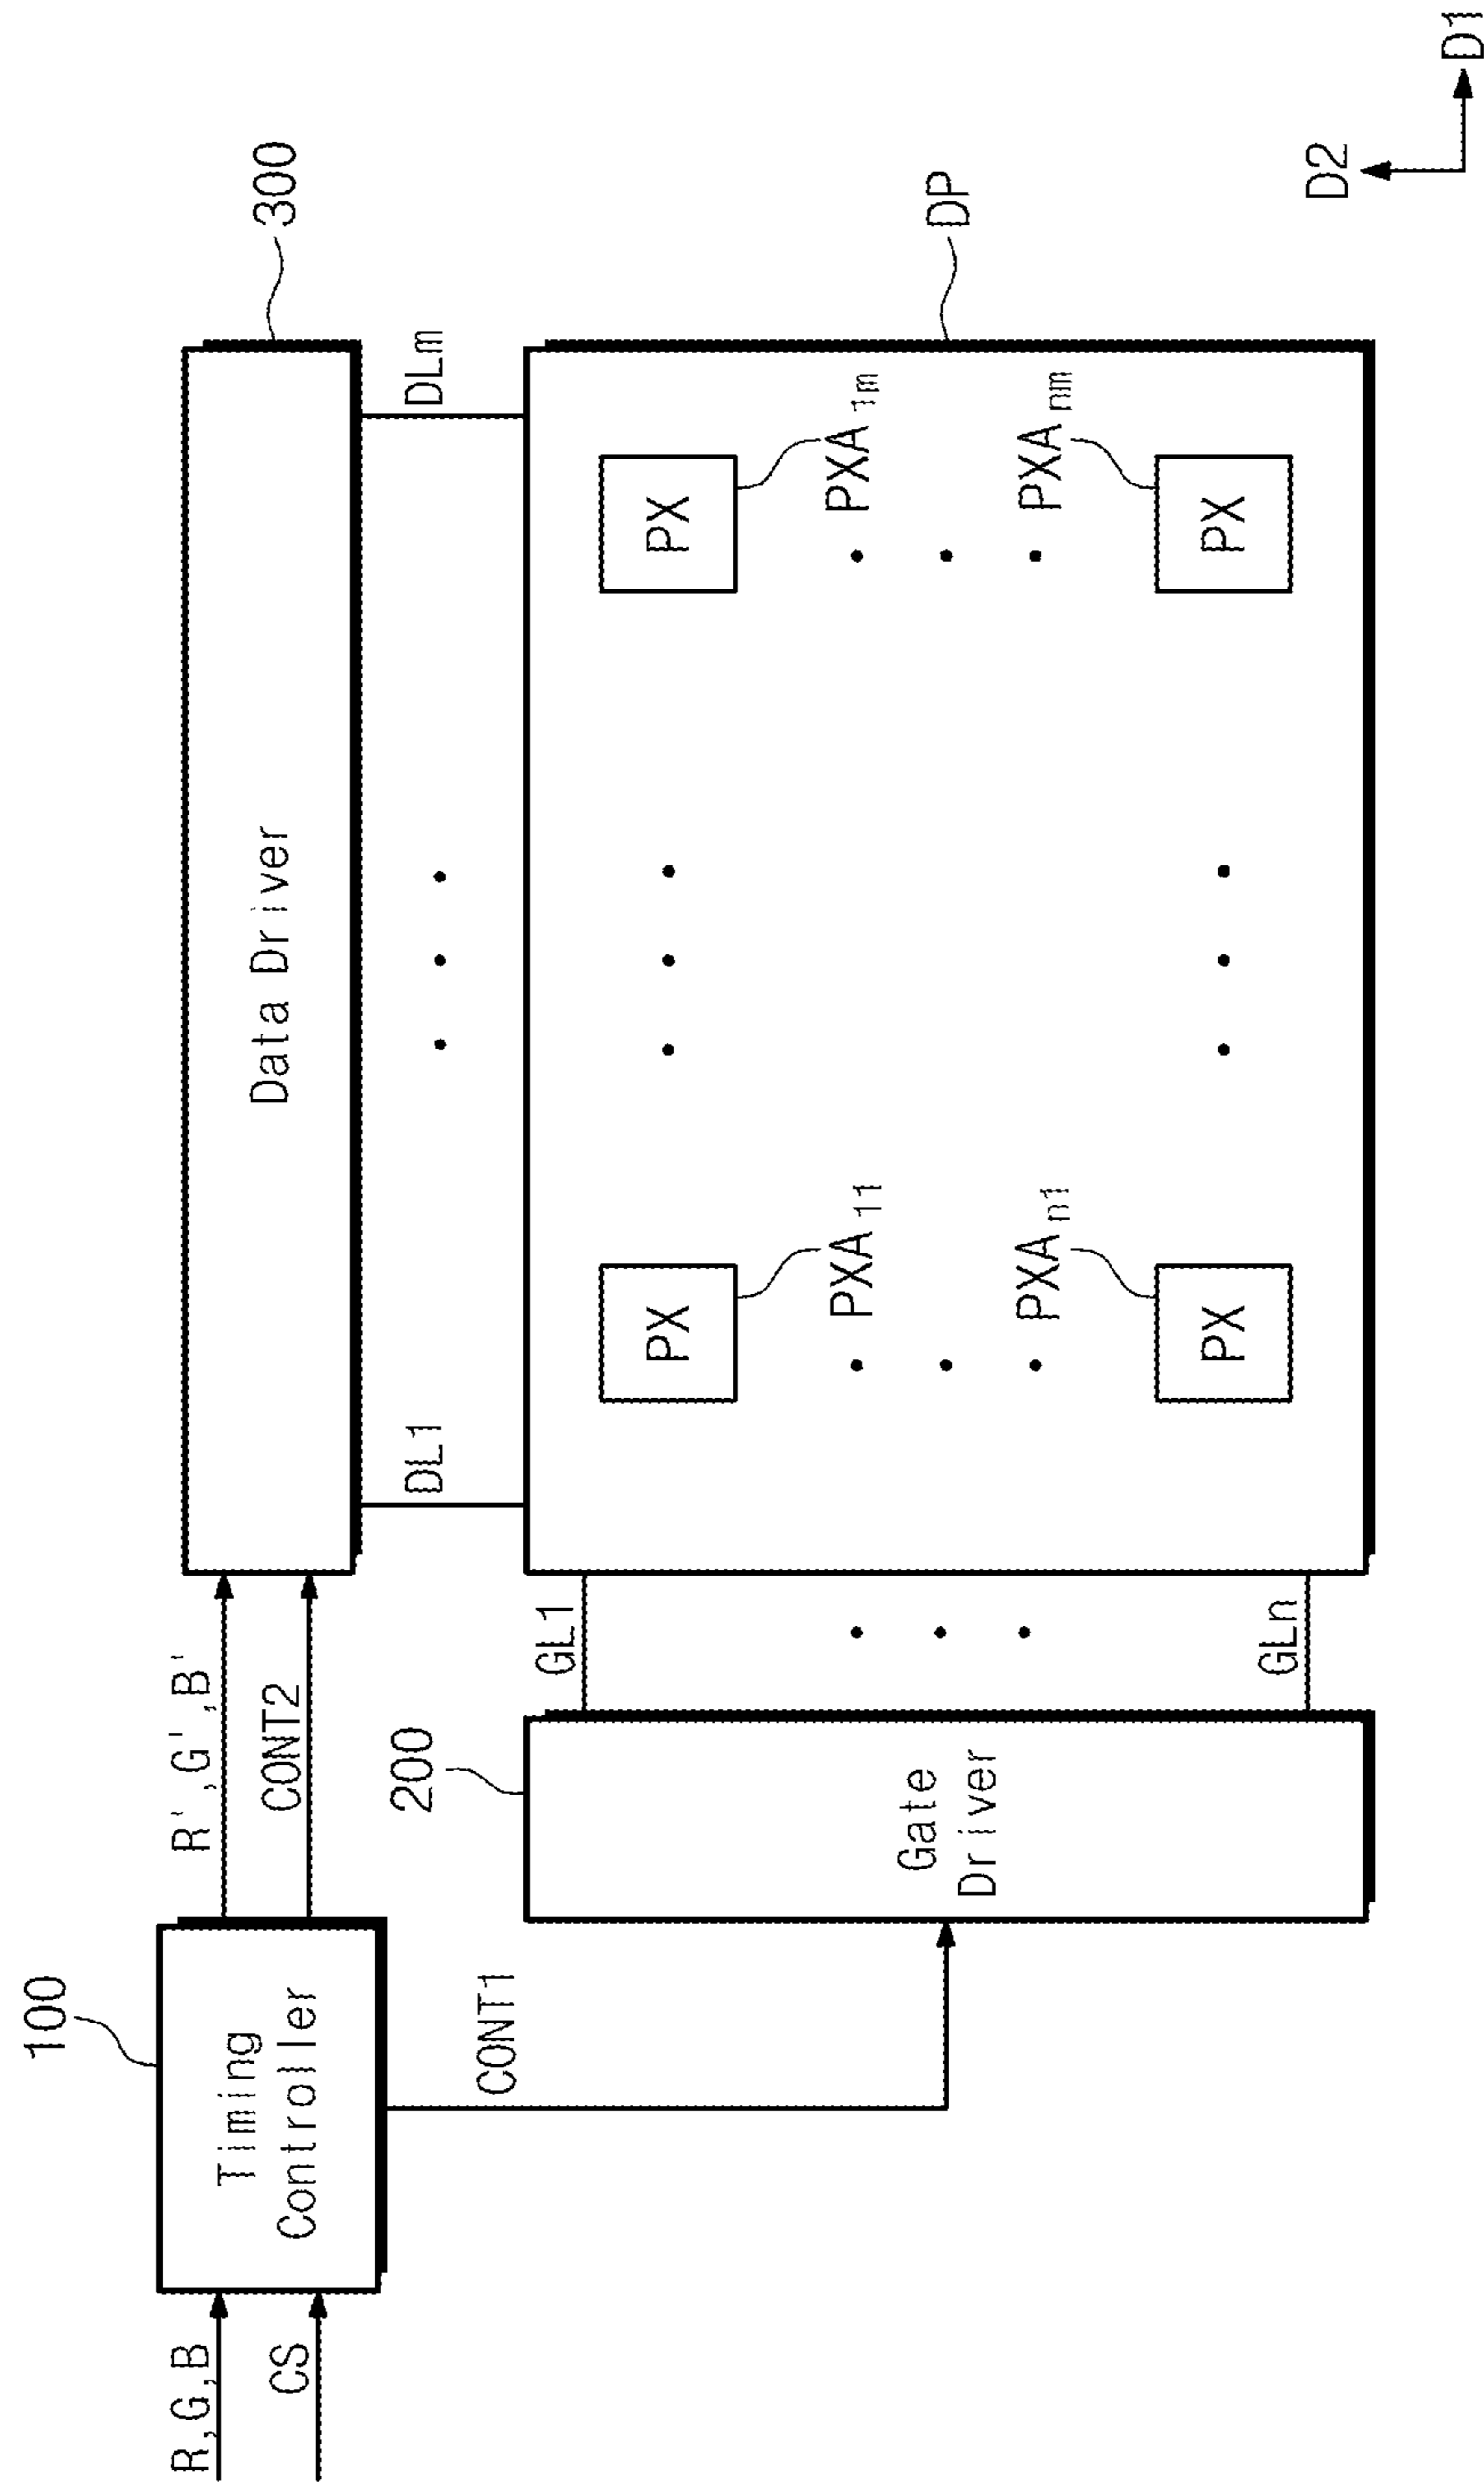 100
R,G,B
CS
Timing
Controller
R',G',B'
CONT2
CONT1
Data Driver
300
200
Gate
Driver
DL1
DLm
GL1
GLn
PX
PX
PXA11
PXA1m
PXAn1
PXAnm
PX
PX
DP
D2
D1